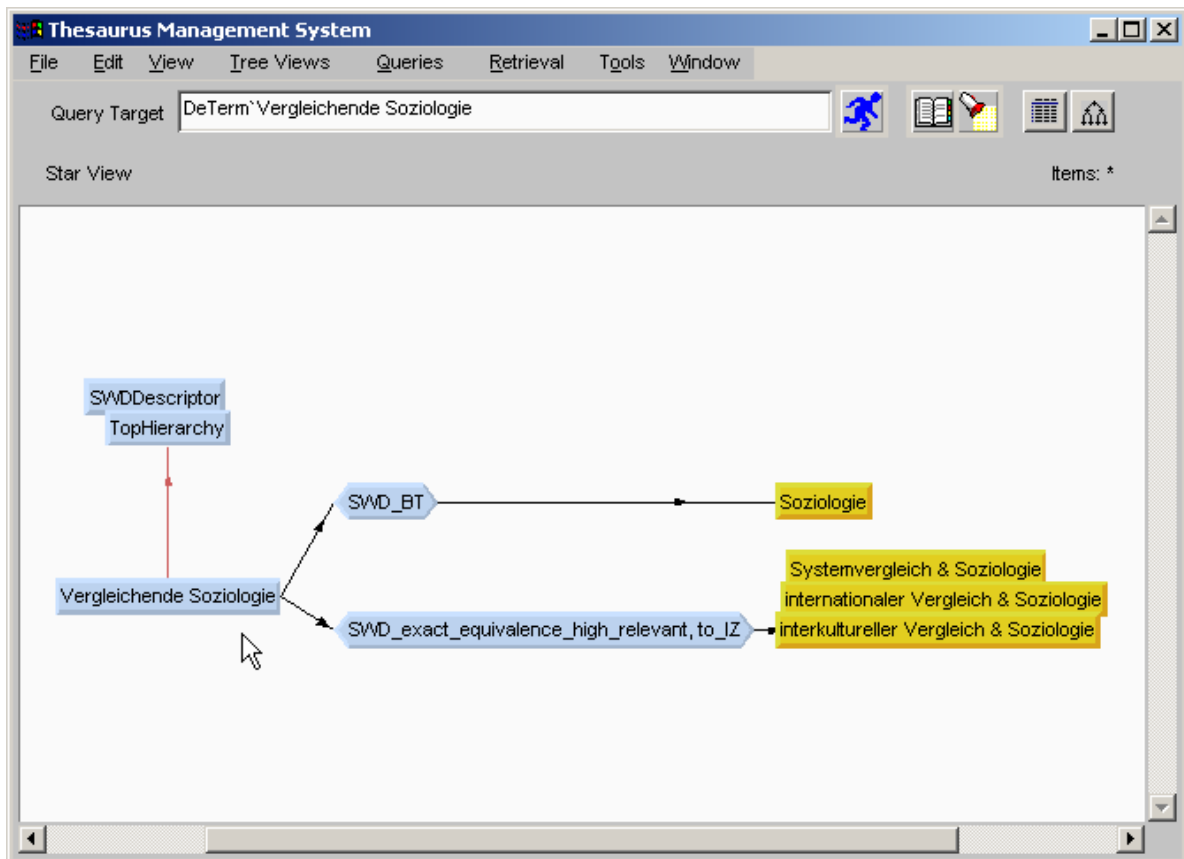 Thesaurus Management System
File Edit View Tree Views Queries Retrieval Tools Window
Query Target DeTerm`Vergleichende Soziologie
Star View Items: *
SWDDescriptor
TopHierarchy
SWD_BT Soziologie
Systemvergleich & Soziologie
Vergleichende Soziologie internationaler Vergleich & Soziologie
SWD_exact_equivalence_high_relevant, to_IZ interkultureller Vergleich & Soziologie